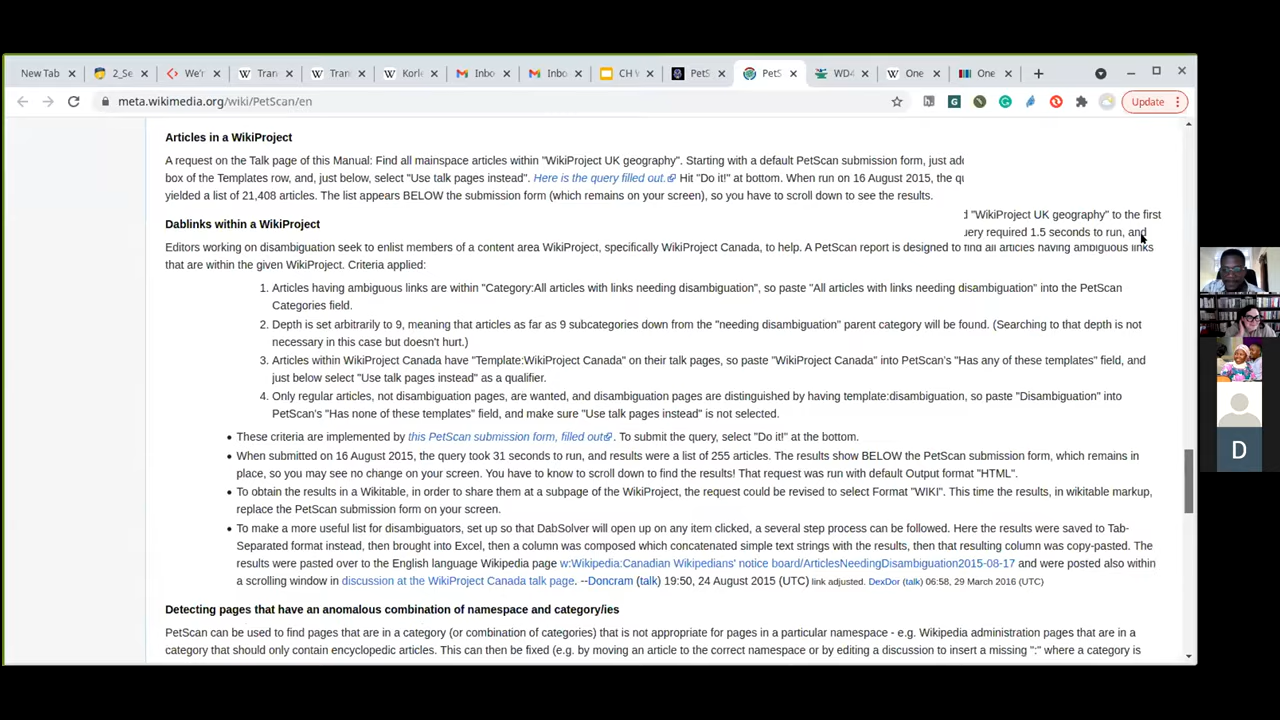 New Tab
2_Se
We'r
Tran
Tran
Korle
Inbo
Inbo
CH W
PetS
PetS
WD4
One
One
meta.wikimedia.org/wiki/PetScan/en
Update
Articles in a WikiProject
A request on the Talk page of this Manual: Find all mainspace articles within "WikiProject UK geography". Starting with a default PetScan submission form, just add
box of the Templates row, and, just below, select "Use talk pages instead". Here is the query filled out. Hit "Do it!" at bottom. When run on 16 August 2015, the qu
yielded a list of 21,408 articles. The list appears BELOW the submission form (which remains on your screen), so you have to scroll down to see the results.
d "WikiProject UK geography" to the first
uery required 1.5 seconds to run, and
Dablinks within a WikiProject
Editors working on disambiguation seek to enlist members of a content area WikiProject, specifically WikiProject Canada, to help. A PetScan report is designed to find all articles having ambiguous links
that are within the given WikiProject. Criteria applied:
1. Articles having ambiguous links are within "Category:All articles with links needing disambiguation", so paste "All articles with links needing disambiguation" into the PetScan
Categories field.
2. Depth is set arbitrarily to 9, meaning that articles as far as 9 subcategories down from the "needing disambiguation" parent category will be found. (Searching to that depth is not
necessary in this case but doesn't hurt.)
3. Articles within WikiProject Canada have "Template:WikiProject Canada" on their talk pages, so paste "WikiProject Canada" into PetScan's "Has any of these templates" field, and
just below select "Use talk pages instead" as a qualifier.
4. Only regular articles, not disambiguation pages, are wanted, and disambiguation pages are distinguished by having template:disambiguation, so paste "Disambiguation" into
PetScan's "Has none of these templates" field, and make sure "Use talk pages instead" is not selected.
• These criteria are implemented by this PetScan submission form, filled out. To submit the query, select "Do it!" at the bottom.
• When submitted on 16 August 2015, the query took 31 seconds to run, and results were a list of 255 articles. The results show BELOW the PetScan submission form, which remains in
place, so you may see no change on your screen. You have to know to scroll down to find the results! That request was run with default Output format "HTML".
• To obtain the results in a Wikitable, in order to share them at a subpage of the WikiProject, the request could be revised to select Format "WIKI". This time the results, in wikitable markup,
replace the PetScan submission form on your screen.
• To make a more useful list for disambiguators, set up so that DabSolver will open up on any item clicked, a several step process can be followed. Here the results were saved to Tab-
Separated format instead, then brought into Excel, then a column was composed which concatenated simple text strings with the results, then that resulting column was copy-pasted. The
results were pasted over to the English language Wikipedia page w:Wikipedia:Canadian Wikipedians' notice board/ArticlesNeedingDisambiguation2015-08-17 and were posted also within
a scrolling window in discussion at the WikiProject Canada talk page. --Doncram (talk) 19:50, 24 August 2015 (UTC) link adjusted. DexDor (talk) 06:58, 29 March 2016 (UTC)
Detecting pages that have an anomalous combination of namespace and category/ies
PetScan can be used to find pages that are in a category (or combination of categories) that is not appropriate for pages in a particular namespace - e.g. Wikipedia administration pages that are in a
category that should only contain encyclopedic articles. This can then be fixed (e.g. by moving an article to the correct namespace or by editing a discussion to insert a missing ":" where a category is
D